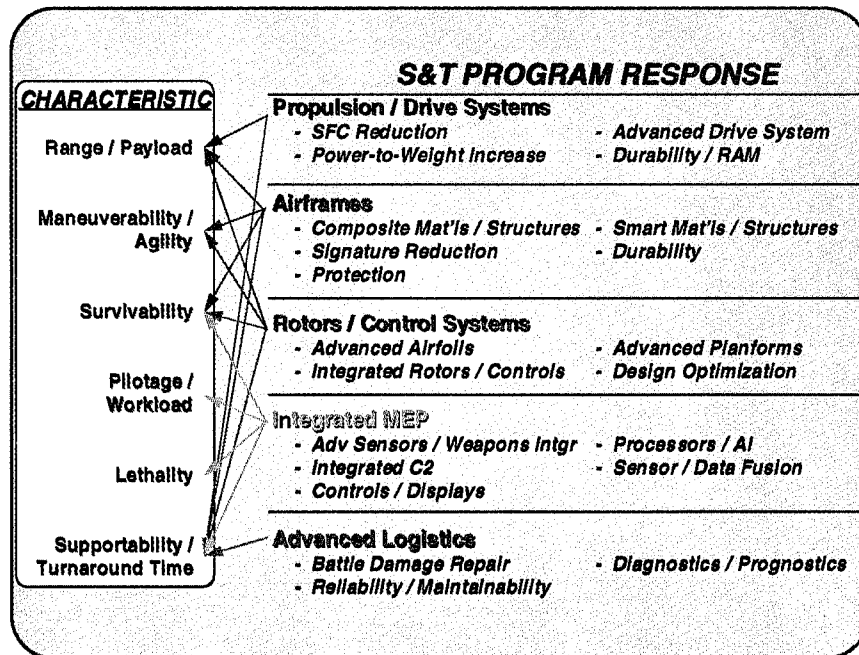 S&T PROGRAM RESPONSE
CHARACTERISTIC
Range / Payload
Maneuverability /
Agility
Survivability
Pilotage /
Workload
Lethality
Supportability /
Turnaround Time
Propulsion / Drive Systems
- SFC Reduction
- Power-to-Weight Increase
- Advanced Drive System
- Durability / RAM
Airframes
- Composite Mat'ls / Structures
- Signature Reduction
- Protection
- Smart Mat'ls / Structures
- Durability
Rotors / Control Systems
- Advanced Airfoils
- Integrated Rotors / Controls
- Advanced Planforms
- Design Optimization
Integrated MEP
- Adv Sensors / Weapons Intgr
- Integrated C2
- Controls / Displays
- Processors / AI
- Sensor / Data Fusion
Advanced Logistics
- Battle Damage Repair
- Reliability / Maintainability
- Diagnostics / Prognostics